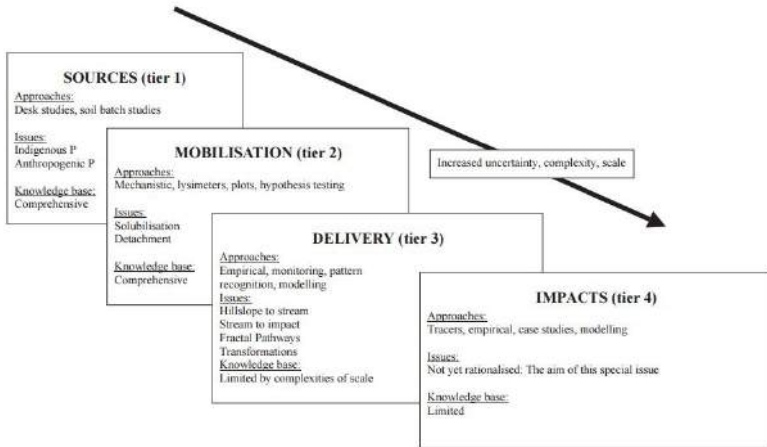 SOURCES (tier 1)
Approaches:
Desk studies, soil batch studies
Issues:
Indigenous P
Anthropogenic P
Knowledge base:
Comprehensive
MOBILISATION (tier 2)
Approaches:
Mechanistic, lysimeters, plots, hypothesis testing
Issues:
Solubilisation
Detachment
Knowledge base:
Comprehensive
Increased uncertainty, complexity, scale
DELIVERY (tier 3)
Approaches:
Empirical, monitoring, pattern
recognition, modelling
Issues:
Hillslope to stream
Stream to impact
Fractal Pathways
Transformations
Knowledge base:
Limited by complexities of scale
IMPACTS (tier 4)
Approaches:
Tracers, empirical, case studies, modelling
Issues:
Not yet rationalised: The aim of this special issue
Knowledge base:
Limited